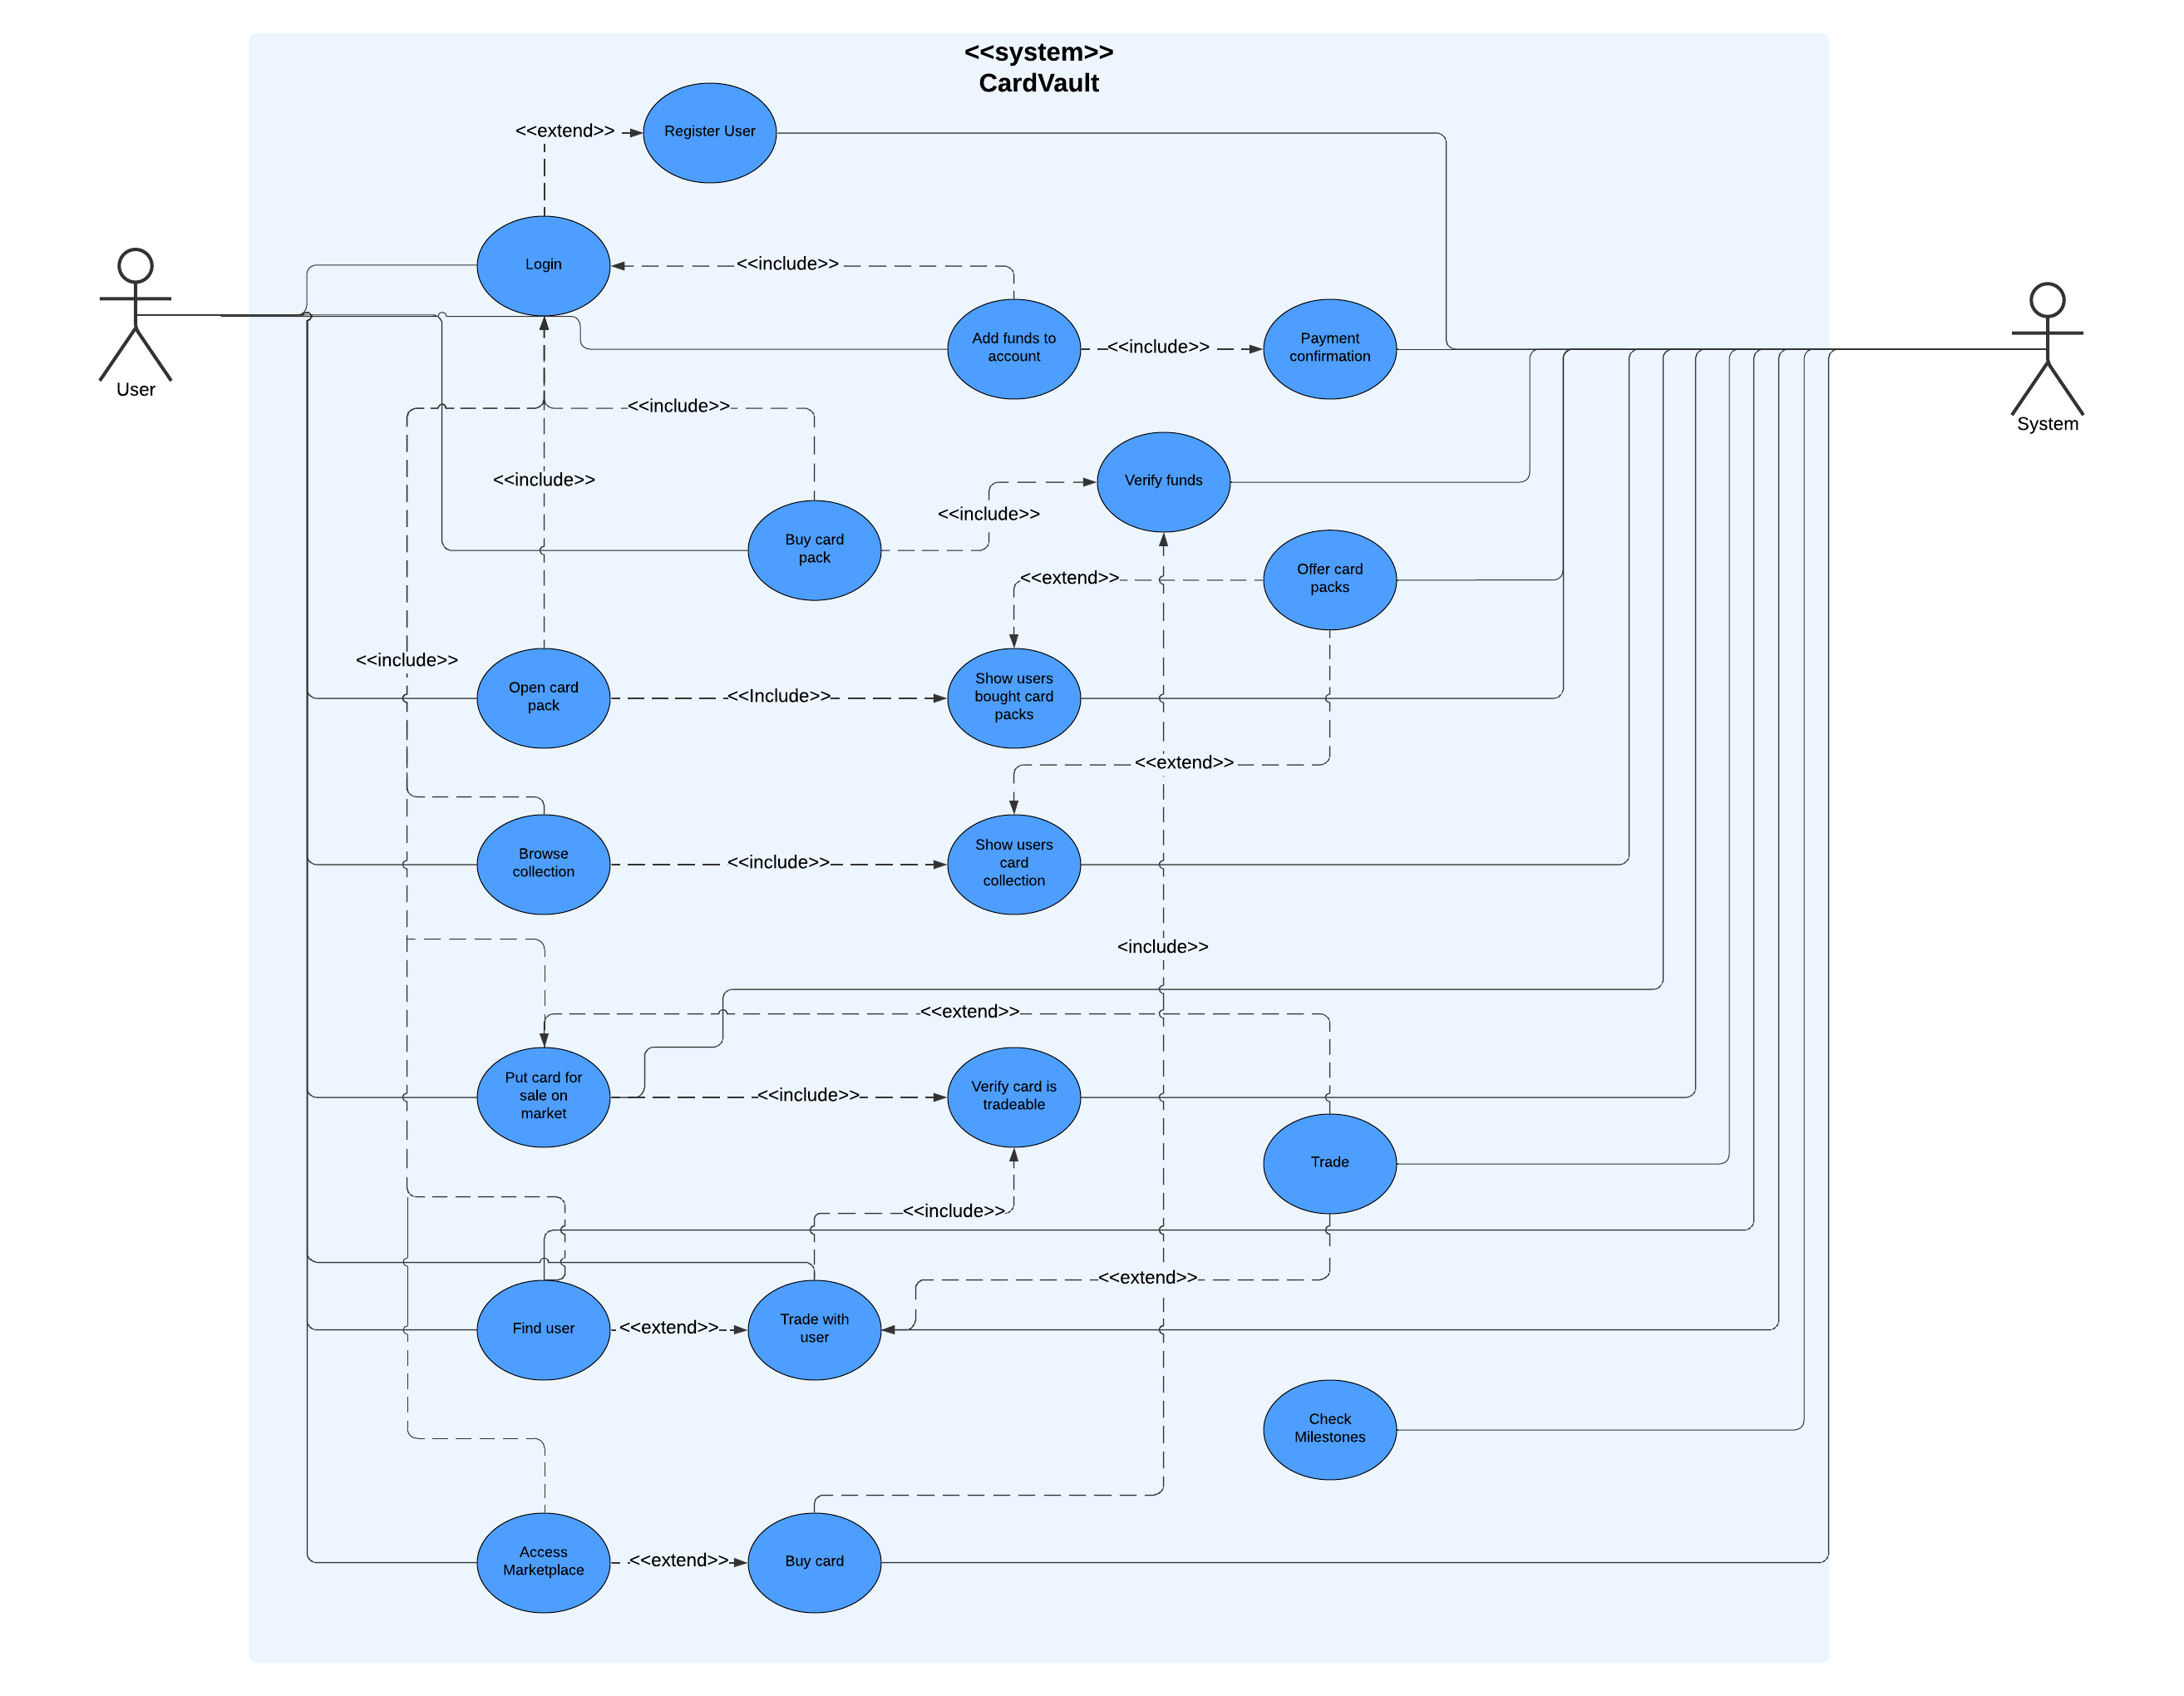 <<system>>
CardVault
<<extend>>
Register User
Login
<<include>>
User
Add funds to
account
<<include>>
Payment
confirmation
System
<<include>>
<<include>>
Verify funds
<<include>>
Buy card
pack
<<extend>>
Offer card
packs
<<include>>
Open card
pack
<<Include>>
Show users
bought card
packs
<<extend>>
Browse
collection
<<include>>
Show users
card
collection
<include>>
<<extend>>
Put card for
sale on
market
<<include>>
Verify card is
tradeable
Trade
<<include>>
<<extend>>
Find user
<<extend>>
Trade with
user
Check
Milestones
Access
Marketplace
<<extend>>
Buy card